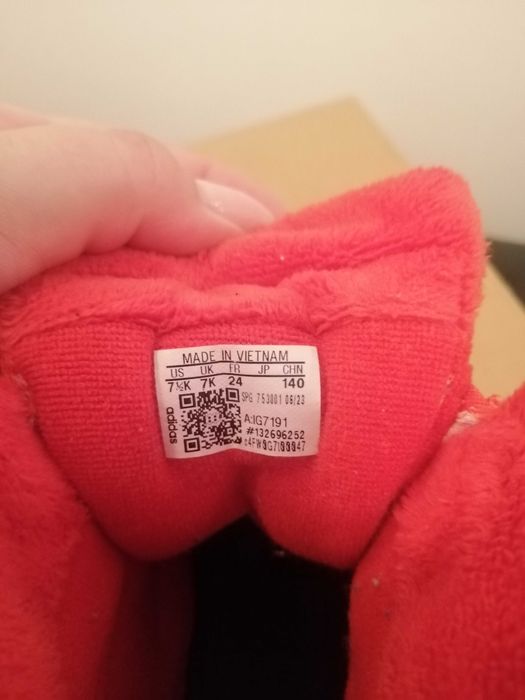 MADE IN VIETNAM
US UK FR JP CHN
7½K 7K 24 140
SPG 753001 06/23
A:IG7191
#132696252
adidas